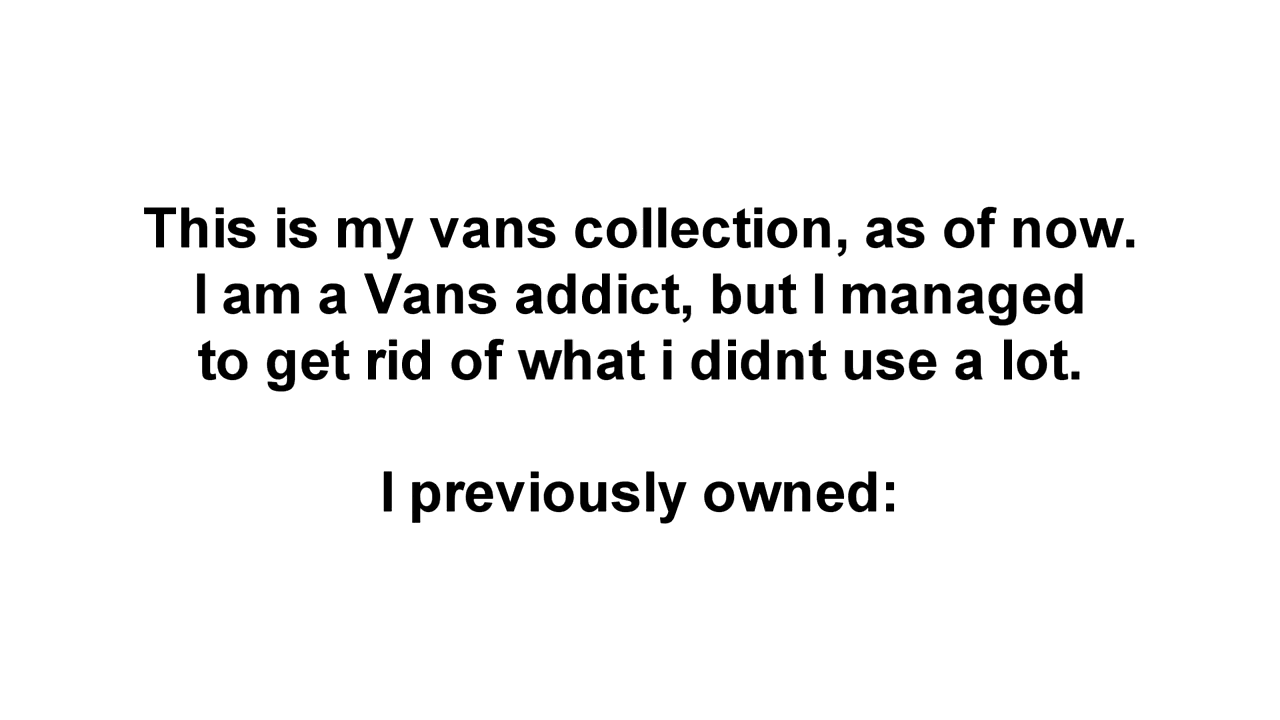 This is my vans collection, as of now.
I am a Vans addict, but I managed
to get rid of what i didnt use a lot.
I previously owned: